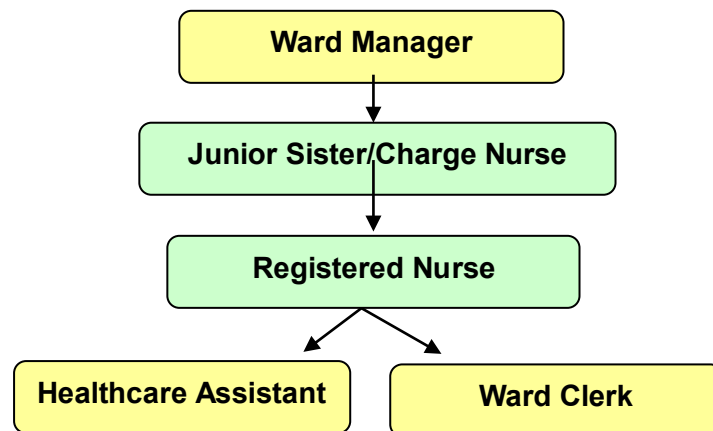 Ward Manager
Junior Sister/Charge Nurse
Registered Nurse
Healthcare Assistant
Ward Clerk